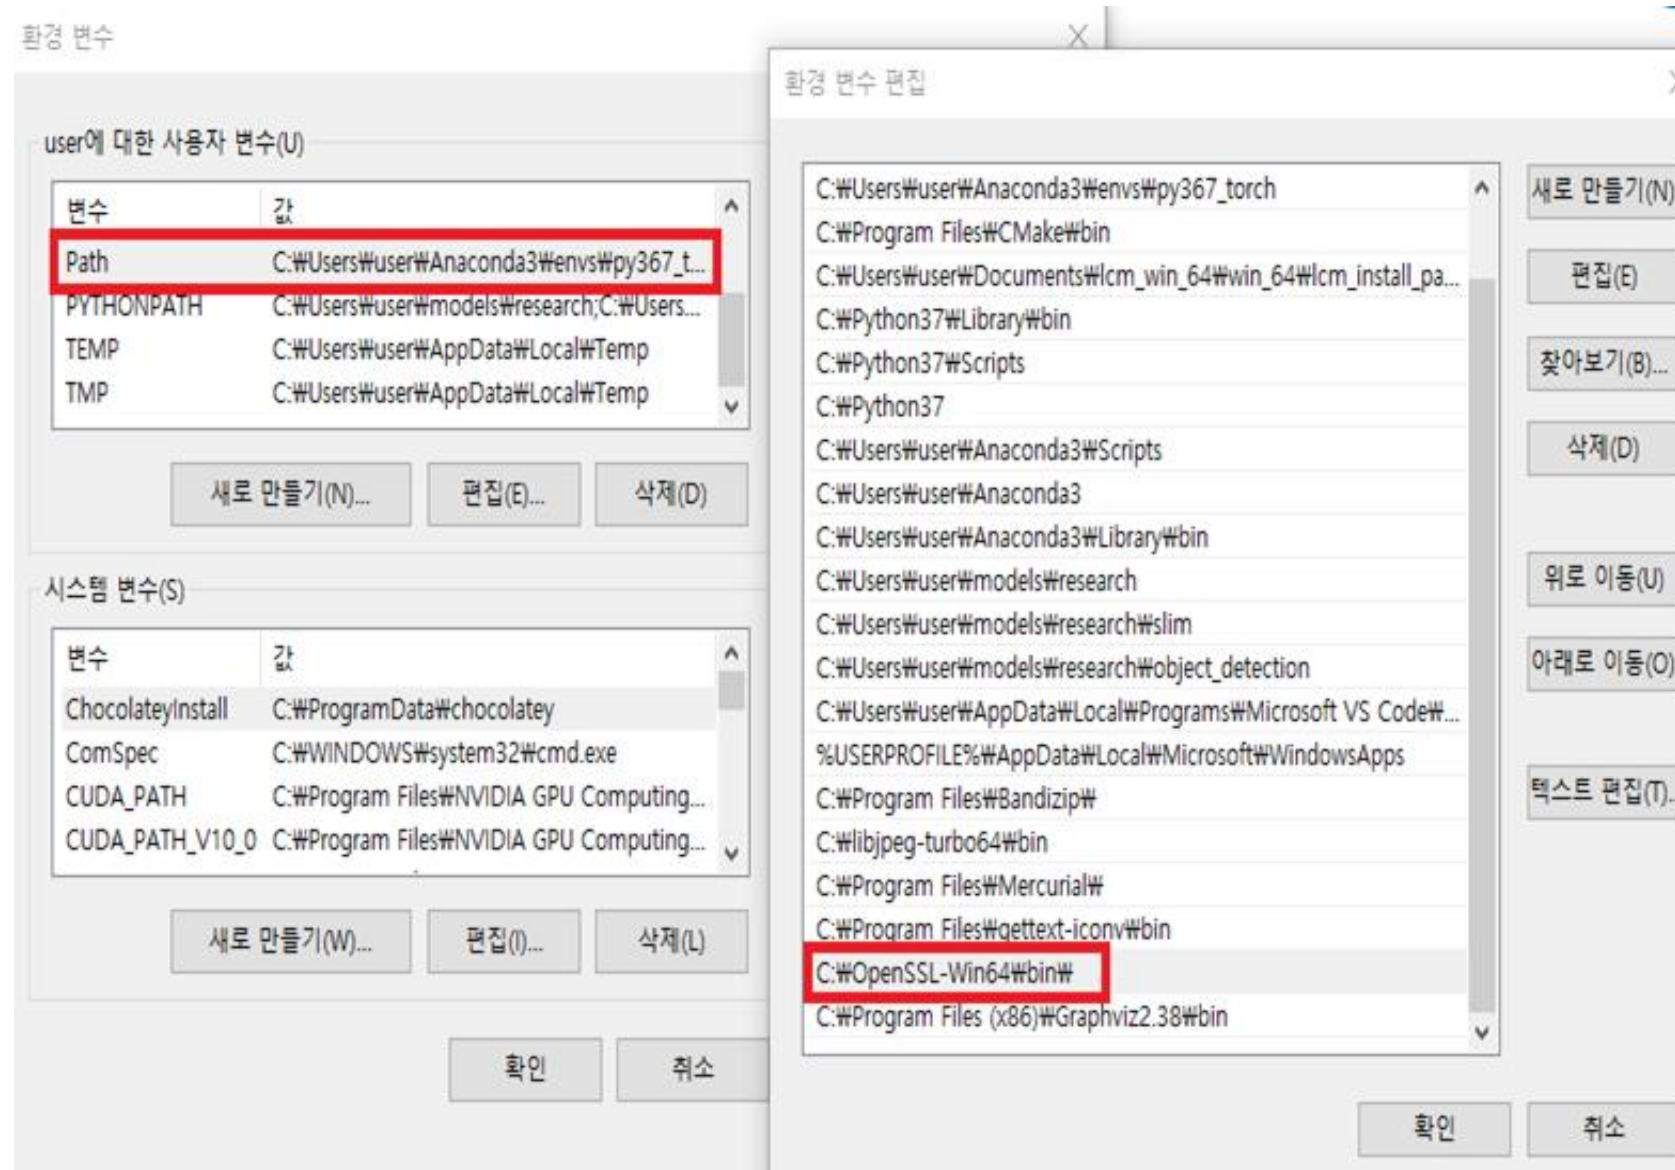 환경 변수
user에 대한 사용자 변수(U)
변수 값
Path C:₩Users₩user₩Anaconda3₩envs₩py367_t...
PYTHONPATH C:₩Users₩user₩models₩research;C:₩Users...
TEMP C:₩Users₩user₩AppData₩Local₩Temp
TMP C:₩Users₩user₩AppData₩Local₩Temp
새로 만들기(N)... 편집(E)... 삭제(D)
시스템 변수(S)
변수 값
ChocolateyInstall C:₩ProgramData₩chocolatey
ComSpec C:₩WINDOWS₩system32₩cmd.exe
CUDA_PATH C:₩Program Files₩NVIDIA GPU Computing...
CUDA_PATH_V10_0 C:₩Program Files₩NVIDIA GPU Computing...
새로 만들기(W)... 편집(I)... 삭제(L)
확인 취소
환경 변수 편집
C:₩Users₩user₩Anaconda3₩envs₩py367_torch
C:₩Program Files₩CMake₩bin
C:₩Users₩user₩Documents₩lcm_win_64₩win_64₩lcm_install_pa...
C:₩Python37₩Library₩bin
C:₩Python37₩Scripts
C:₩Python37
C:₩Users₩user₩Anaconda3₩Scripts
C:₩Users₩user₩Anaconda3
C:₩Users₩user₩Anaconda3₩Library₩bin
C:₩Users₩user₩models₩research
C:₩Users₩user₩models₩research₩slim
C:₩Users₩user₩models₩research₩object_detection
C:₩Users₩user₩AppData₩Local₩Programs₩Microsoft VS Code₩...
%USERPROFILE%₩AppData₩Local₩Microsoft₩WindowsApps
C:₩Program Files₩Bandizip₩
C:₩libjpeg-turbo64₩bin
C:₩Program Files₩Mercurial₩
C:₩Program Files₩gettext-iconv₩bin
C:₩OpenSSL-Win64₩bin₩
C:₩Program Files (x86)₩Graphviz2.38₩bin
새로 만들기(N)
편집(E)
찾아보기(B)...
삭제(D)
위로 이동(U)
아래로 이동(O)
텍스트 편집(T)..
확인 취소